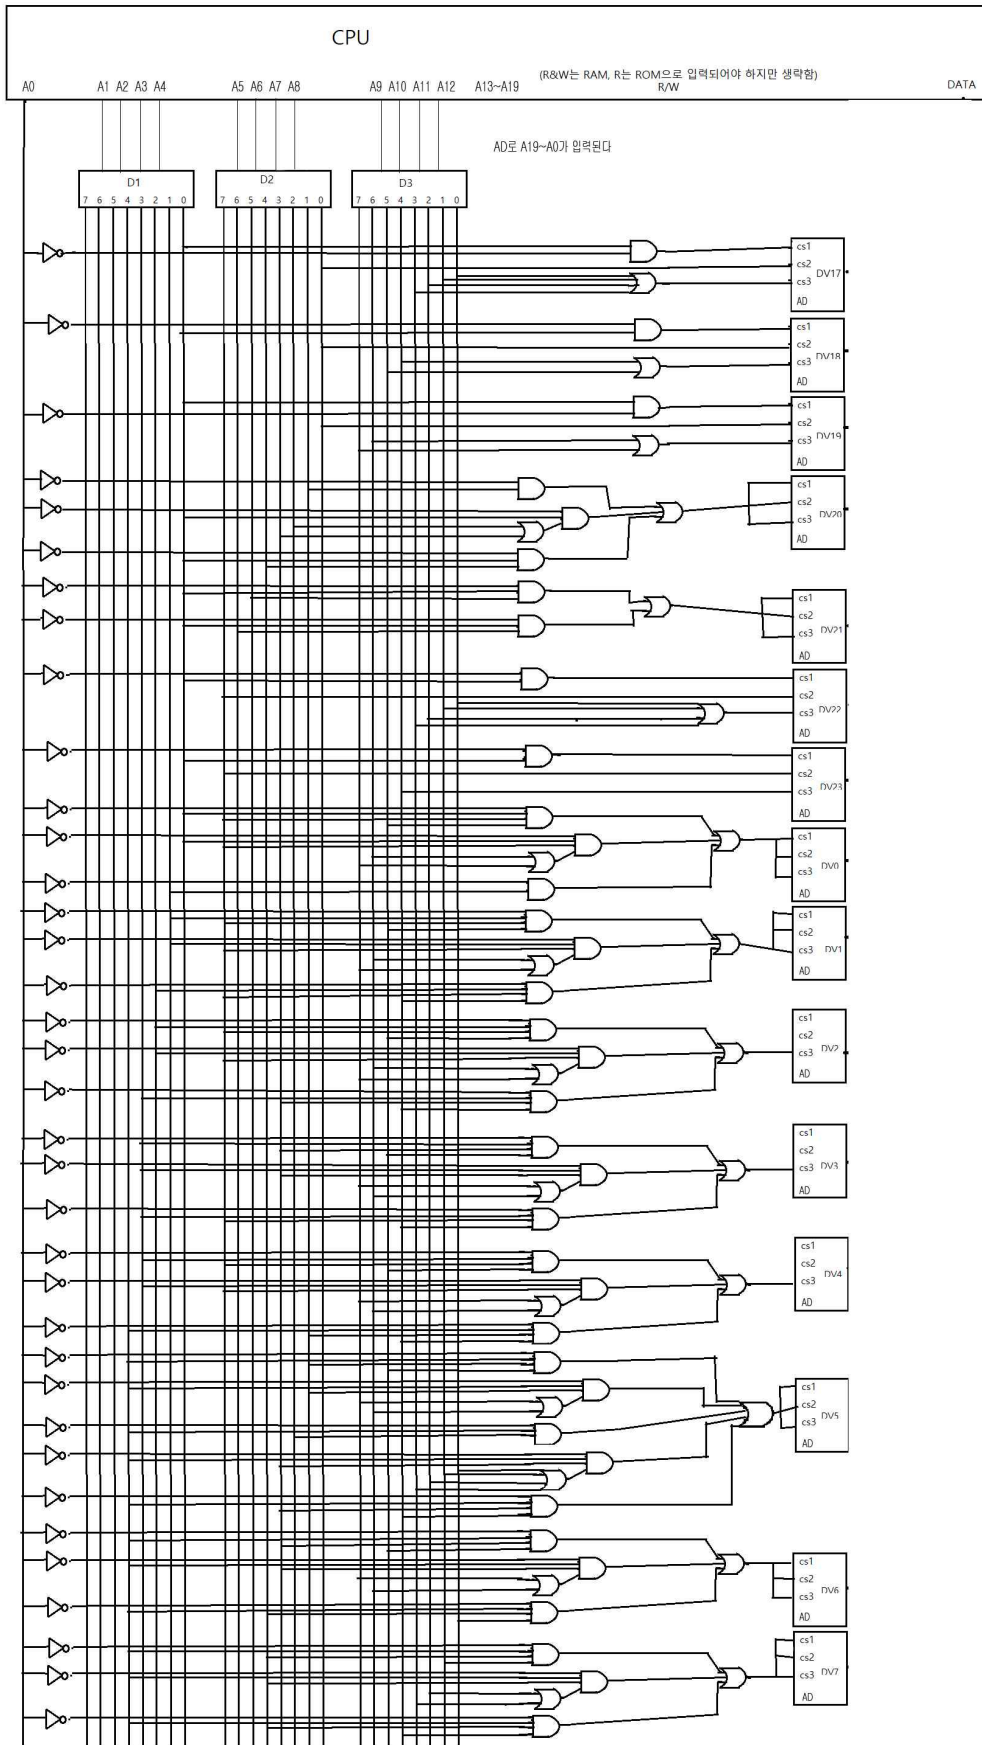 CPU
(R&W는 RAM, R는 ROM으로 입력되어야 하지만 생략함)
A0 A1 A2 A3 A4 A5 A6 A7 A8 A9 A10 A11 A12 A13~A19 R/W DATA
AD로 A19~A0가 입력된다
D1 D2 D3
7 6 5 4 3 2 1 0 7 6 5 4 3 2 1 0 7 6 5 4 3 2 1 0
cs1
cs2 DV17
cs3
AD
cs1
cs2
cs3 DV18
AD
cs1
cs2
cs3 DV19
AD
cs1
cs2
cs3 DV20
AD
cs1
cs2
cs3 DV21
AD
cs1
cs2
cs3 DV22
AD
cs1
cs2
cs3 DV23
AD
cs1
cs2
cs3 DV0
AD
cs1
cs2
cs3 DV1
AD
cs1
cs2
cs3 DV2
AD
cs1
cs2
cs3 DV3
AD
cs1
cs2
cs3 DV4
AD
cs1
cs2
cs3 DV5
AD
cs1
cs2
cs3 DV6
AD
cs1
cs2
cs3 DV7
AD